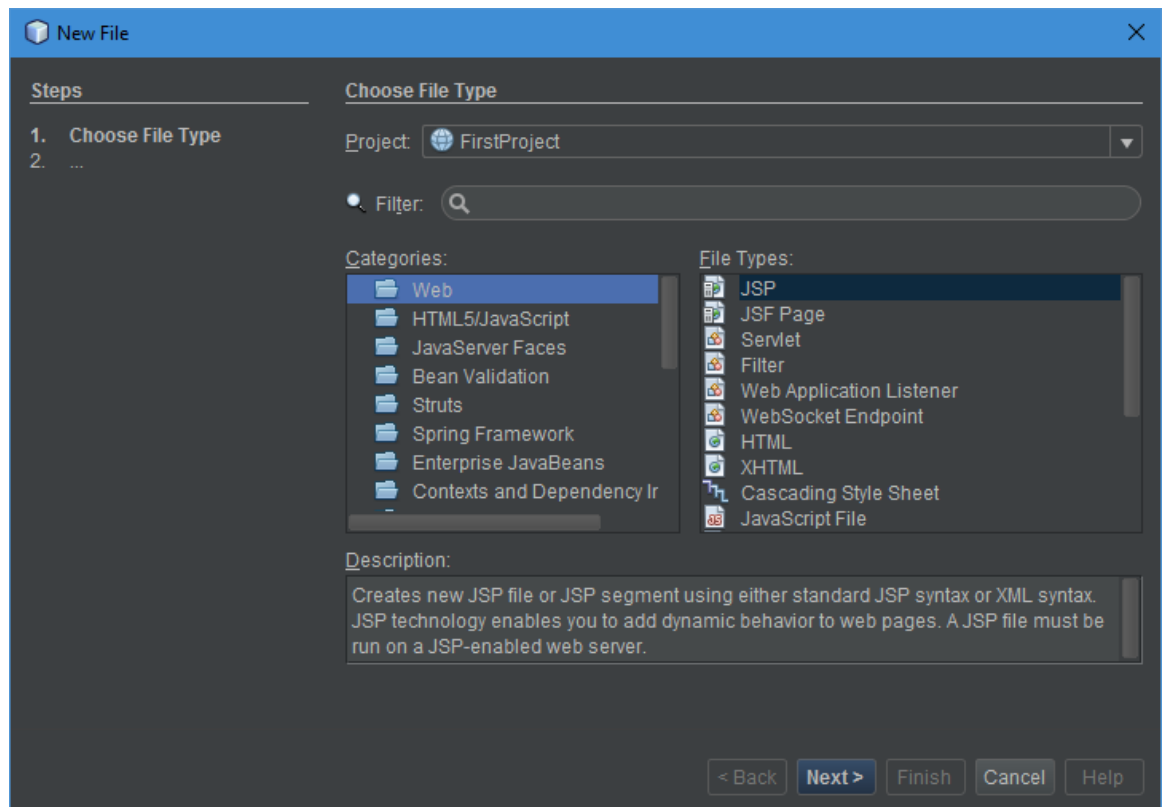 New File
Steps
1. Choose File Type
2. ...
Choose File Type
Project: FirstProject
Filter:
Categories:
Web
HTML5/JavaScript
JavaServer Faces
Bean Validation
Struts
Spring Framework
Enterprise JavaBeans
Contexts and Dependency Ir
File Types:
JSP
JSF Page
Servlet
Filter
Web Application Listener
WebSocket Endpoint
HTML
XHTML
Cascading Style Sheet
JavaScript File
Description:
Creates new JSP file or JSP segment using either standard JSP syntax or XML syntax.
JSP technology enables you to add dynamic behavior to web pages. A JSP file must be
run on a JSP-enabled web server.
< Back Next > Finish Cancel Help